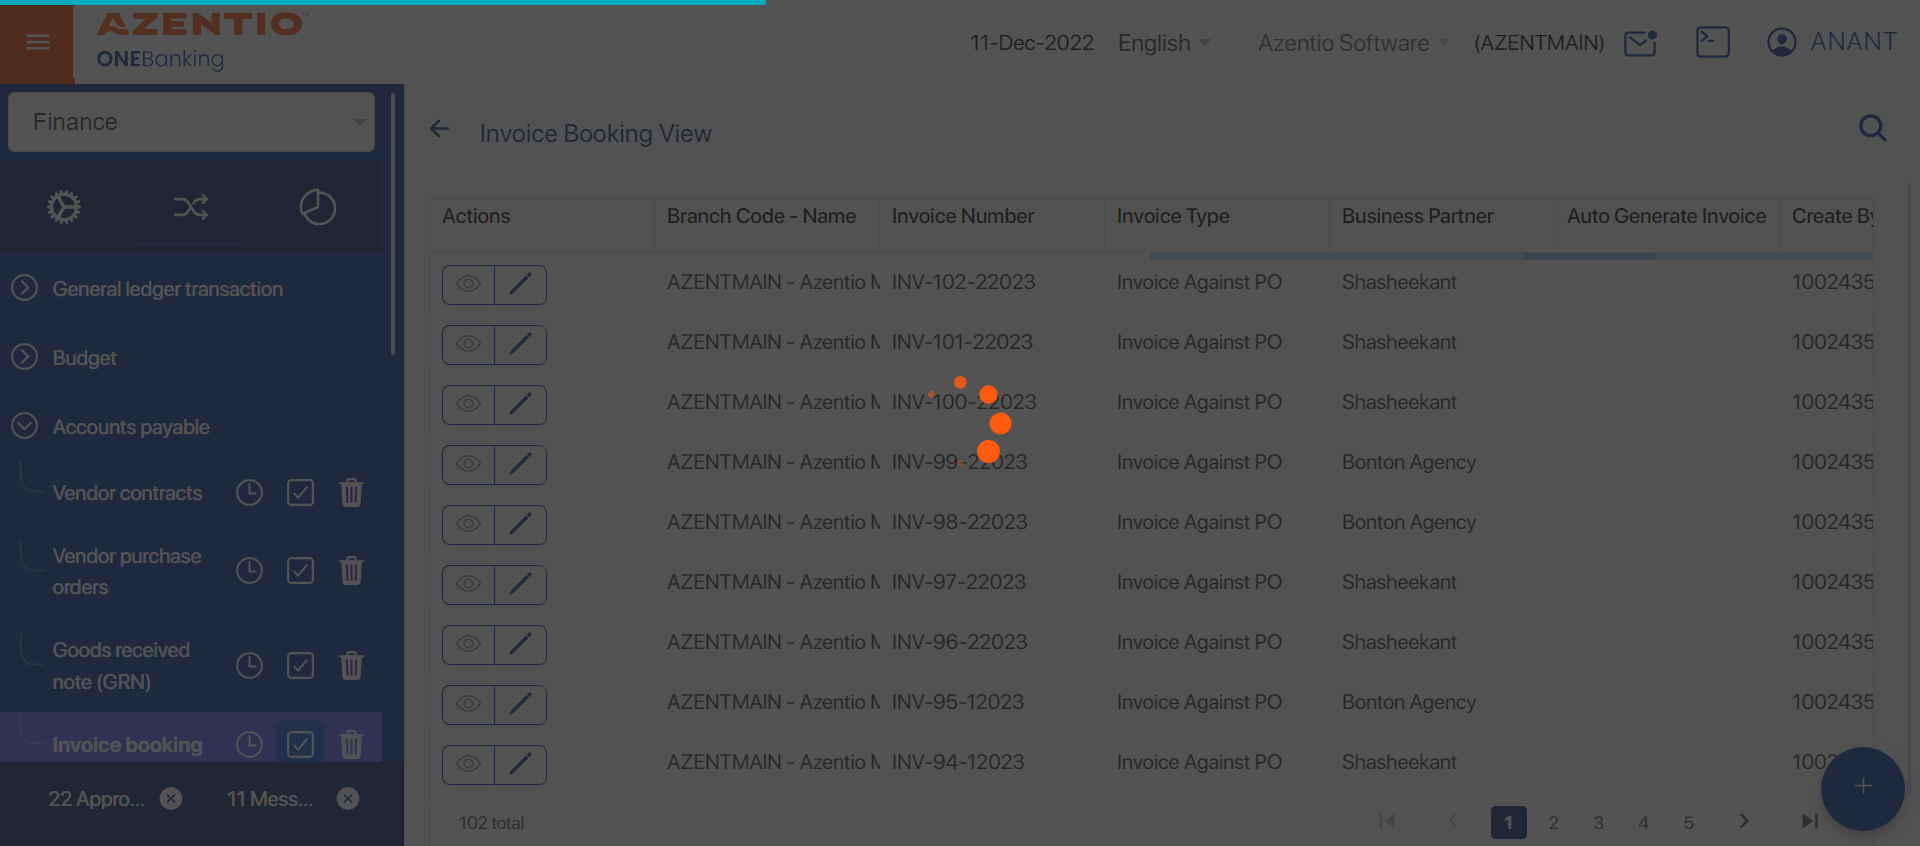 AZENTIO™
ONEBanking
11-Dec-2022
English
Azentio Software
(AZENTMAIN)
ANANT
Finance
General ledger transaction
Budget
Accounts payable
Vendor contracts
Vendor purchase
orders
Goods received
note (GRN)
Invoice booking
22 Appro...
11 Mess...
Invoice Booking View
Actions Branch Code - Name Invoice Number Invoice Type Business Partner Auto Generate Invoice Create By
AZENTMAIN - Azentio M INV-102-22023 Invoice Against PO Shasheekant 1002435
AZENTMAIN - Azentio M INV-101-22023 Invoice Against PO Shasheekant 1002435
AZENTMAIN - Azentio M INV-100-22023 Invoice Against PO Shasheekant 1002435
AZENTMAIN - Azentio M INV-99-22023 Invoice Against PO Bonton Agency 1002435
AZENTMAIN - Azentio M INV-98-22023 Invoice Against PO Bonton Agency 1002435
AZENTMAIN - Azentio M INV-97-22023 Invoice Against PO Shasheekant 1002435
AZENTMAIN - Azentio M INV-96-22023 Invoice Against PO Shasheekant 1002435
AZENTMAIN - Azentio M INV-95-12023 Invoice Against PO Bonton Agency 1002435
AZENTMAIN - Azentio M INV-94-12023 Invoice Against PO Shasheekant 100
102 total
1 2 3 4 5